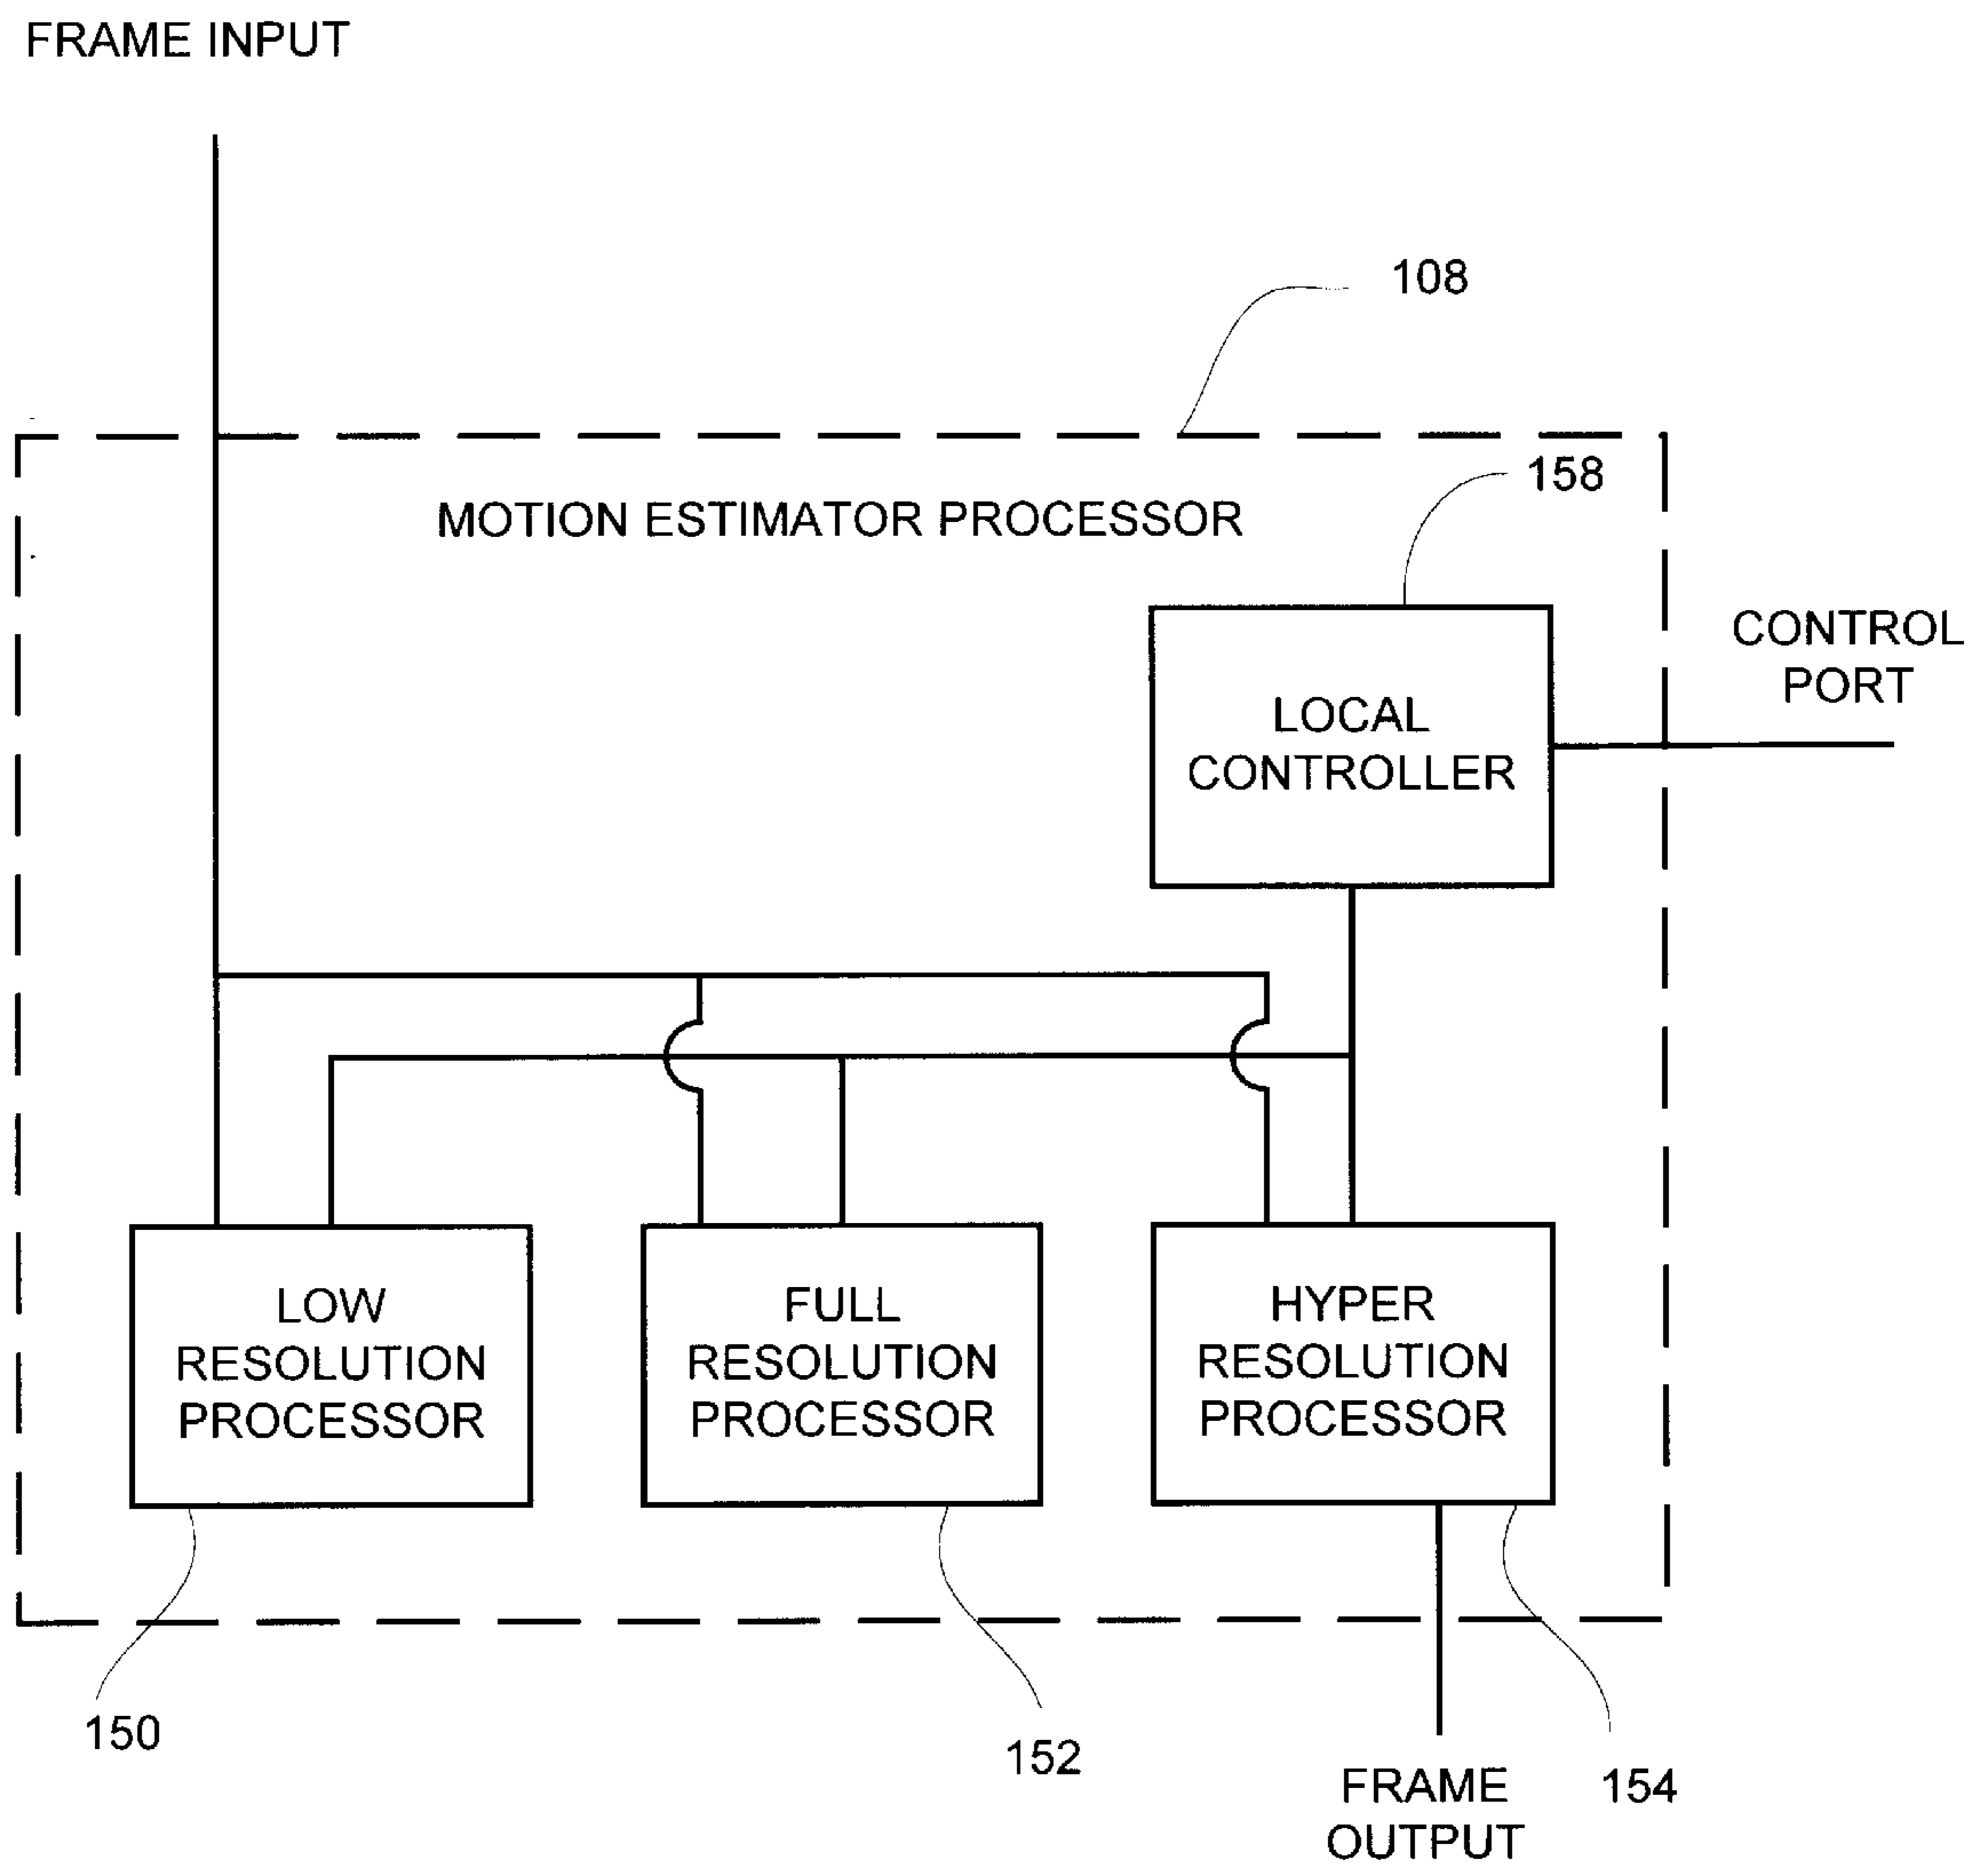 FRAME INPUT
108
158
MOTION ESTIMATOR PROCESSOR
CONTROL
PORT
LOCAL
CONTROLLER
LOW
RESOLUTION
PROCESSOR
FULL
RESOLUTION
PROCESSOR
HYPER
RESOLUTION
PROCESSOR
150
152
FRAME
OUTPUT
154